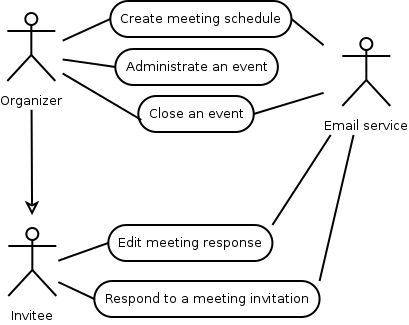 Create meeting schedule
Administrate an event
Organizer
Close an event
Email service
Edit meeting response
Respond to a meeting invitation
Invitee